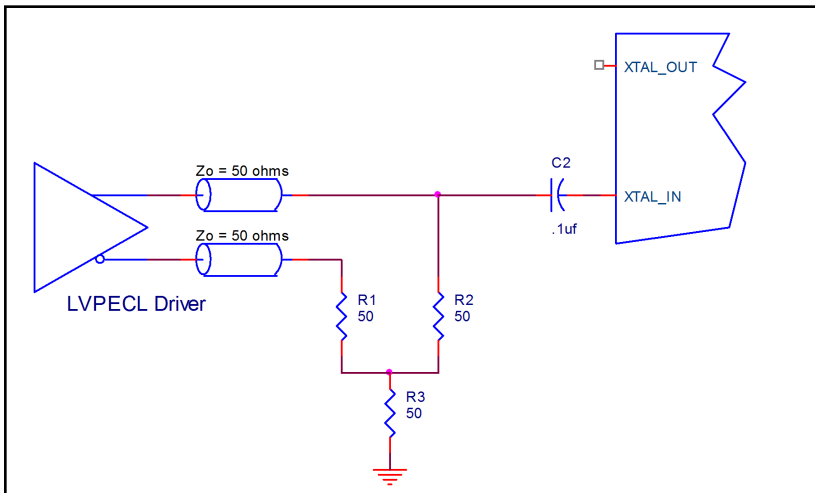 XTAL_OUT
Zo = 50 ohms
C2
XTAL_IN
.1uf
Zo = 50 ohms
LVPECL Driver
R1
50
R2
50
R3
50